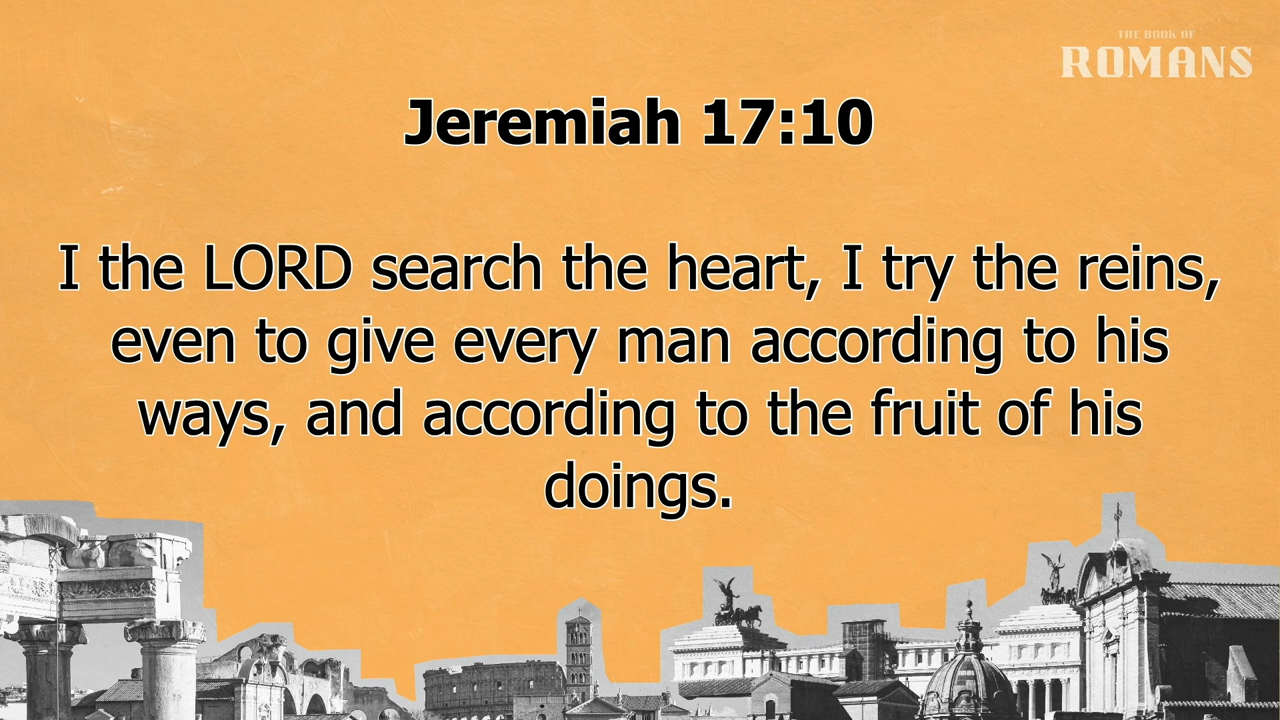 THE BOOK OF
ROMANS
Jeremiah 17:10
I the LORD search the heart, I try the reins,
even to give every man according to his
ways, and according to the fruit of his
doings.